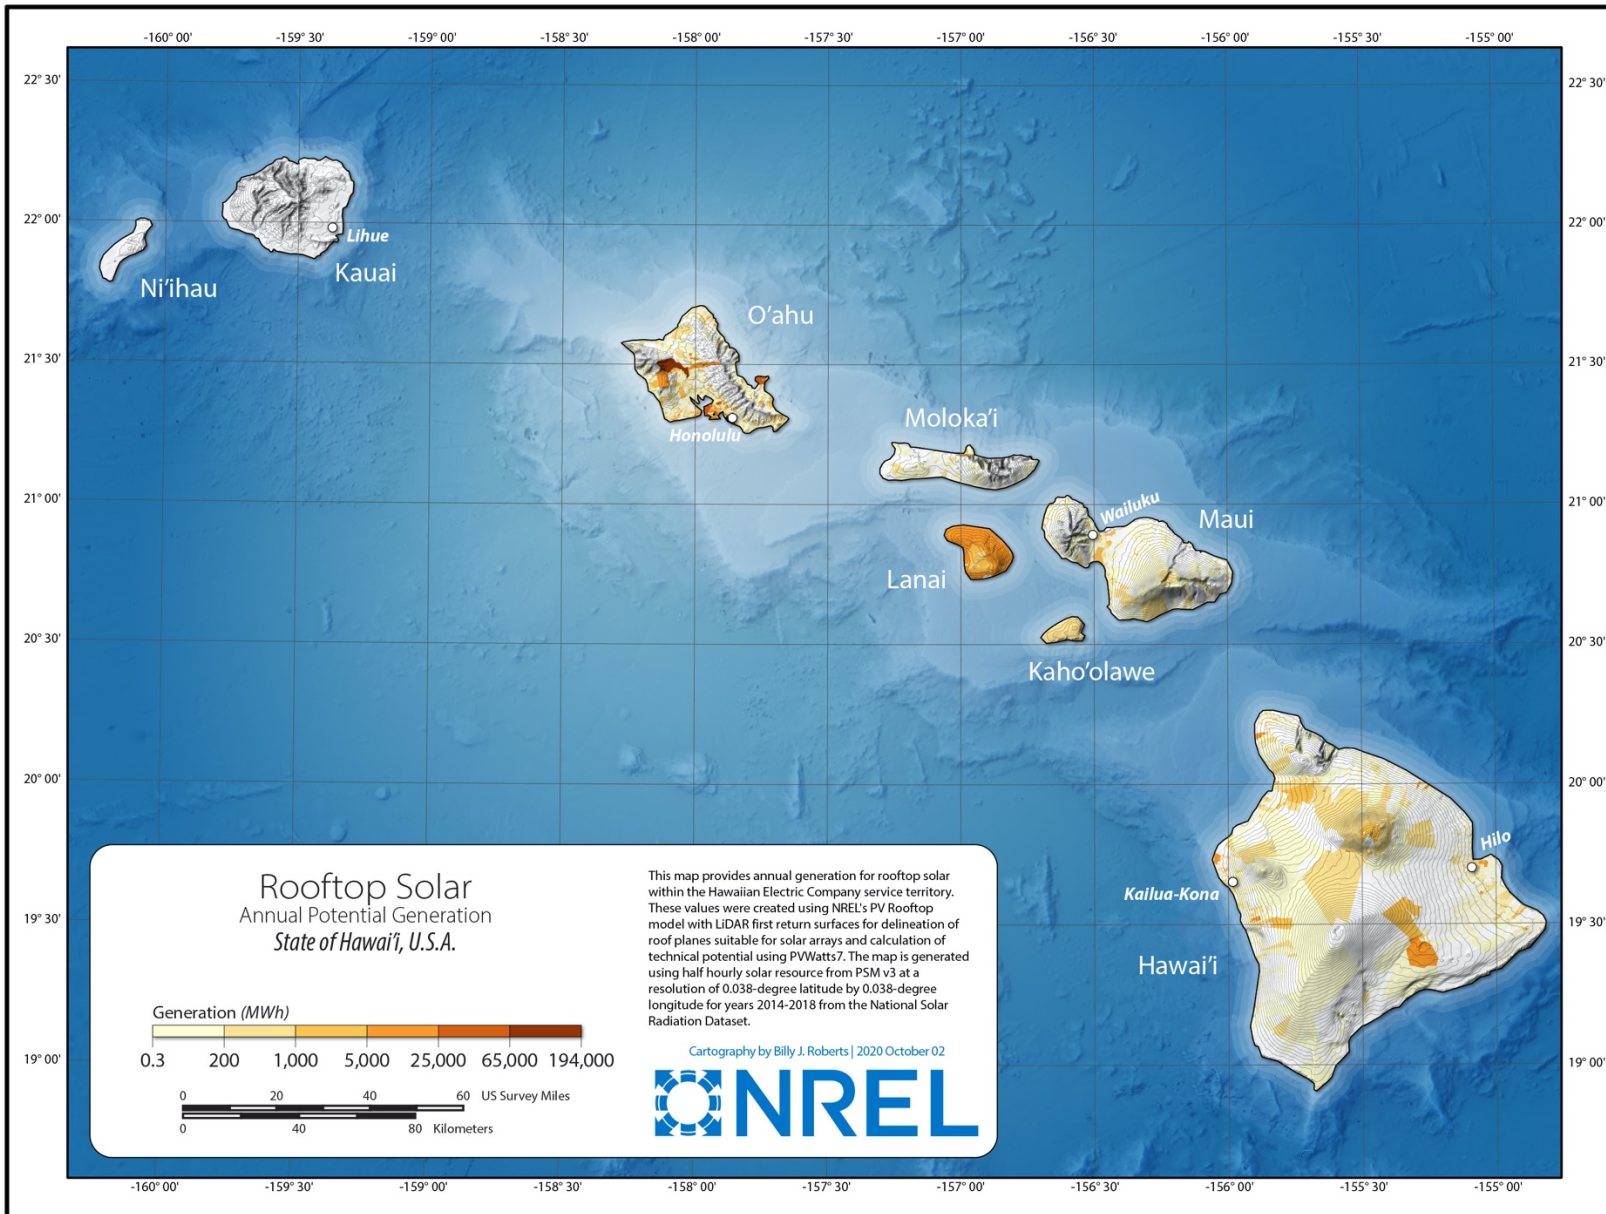 -160° 00'
-159° 30'
-159° 00'
-158° 30'
-158° 00'
-157° 30'
-157° 00'
-156° 30'
-156° 00'
-155° 30'
-155° 00'
22° 30'
22° 30'
22° 00'
22° 00'
Lihue
Kauai
Ni'ihau
O'ahu
21° 30'
21° 30'
Honolulu
Moloka'i
21° 00'
21° 00'
Wailuku
Maui
Lanai
20° 30'
20° 30'
Kaho'olawe
20° 00'
20° 00'
Hilo
Kailua-Kona
19° 30'
19° 30'
Hawai'i
19° 00'
19° 00'
Rooftop Solar
Annual Potential Generation
State of Hawai'i, U.S.A.
Generation (MWh)
0.3 200 1,000 5,000 25,000 65,000 194,000
0 20 40 60 US Survey Miles
0 40 80 Kilometers
This map provides annual generation for rooftop solar
within the Hawaiian Electric Company service territory.
These values were created using NREL's PV Rooftop
model with LiDAR first return surfaces for delineation of
roof planes suitable for solar arrays and calculation of
technical potential using PVWatts7. The map is generated
using half hourly solar resource from PSM v3 at a
resolution of 0.038-degree latitude by 0.038-degree
longitude for years 2014-2018 from the National Solar
Radiation Dataset.
Cartography by Billy J. Roberts | 2020 October 02
NREL
-160° 00'
-159° 30'
-159° 00'
-158° 30'
-158° 00'
-157° 30'
-157° 00'
-156° 30'
-156° 00'
-155° 30'
-155° 00'